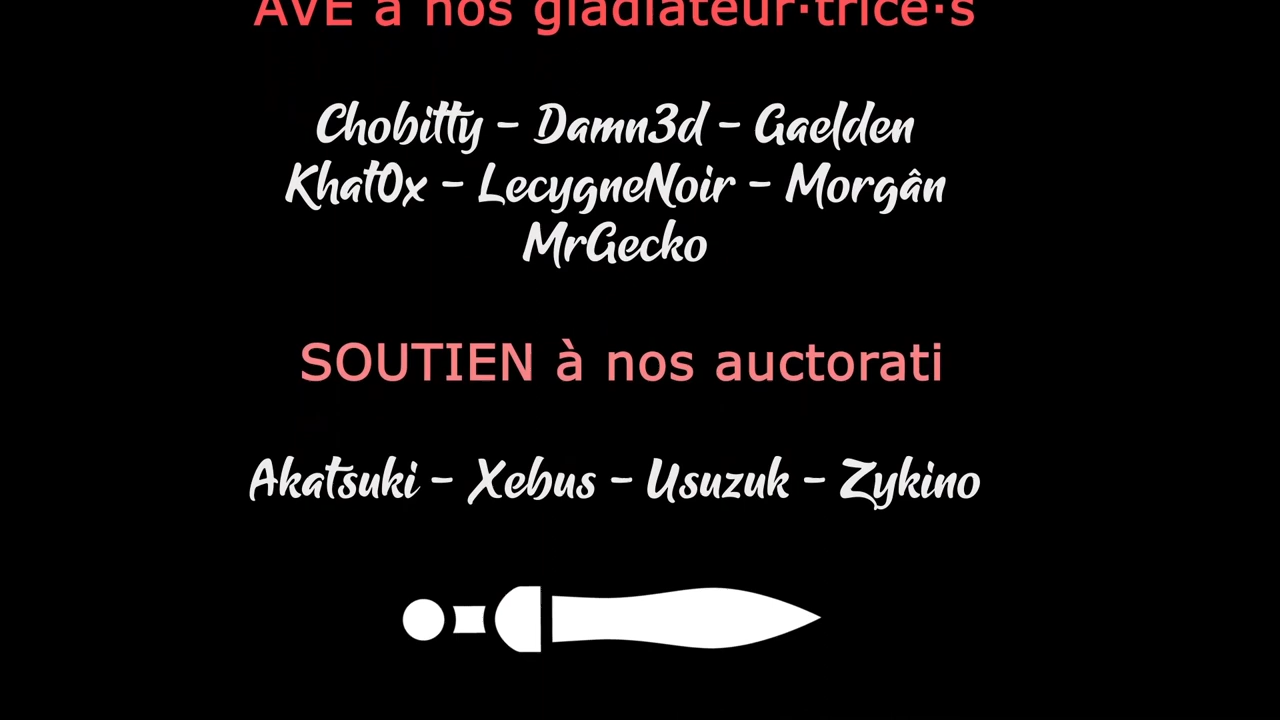 AVE à nos gladiateur·trice·s
Chobitty - Damn3d - Gaelden
Khat0x - LecygneNoir - Morgân
MrGecko
SOUTIEN à nos auctorati
Akatsuki - Xebus - Usuzuk - Zykino